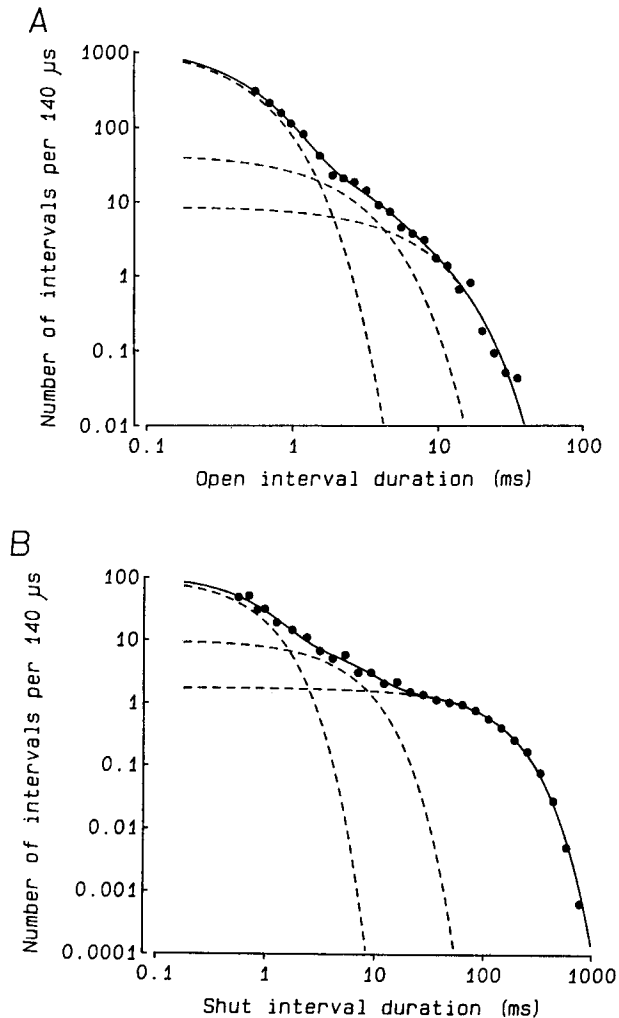 A
Number of intervals per 140 µs
1000
100
10
1
0.1
0.01
0.1 1 10 100
Open interval duration (ms)
B
Number of intervals per 140 µs
100
10
1
0.1
0.01
0.001
0.0001
0.1 1 10 100 1000
Shut interval duration (ms)